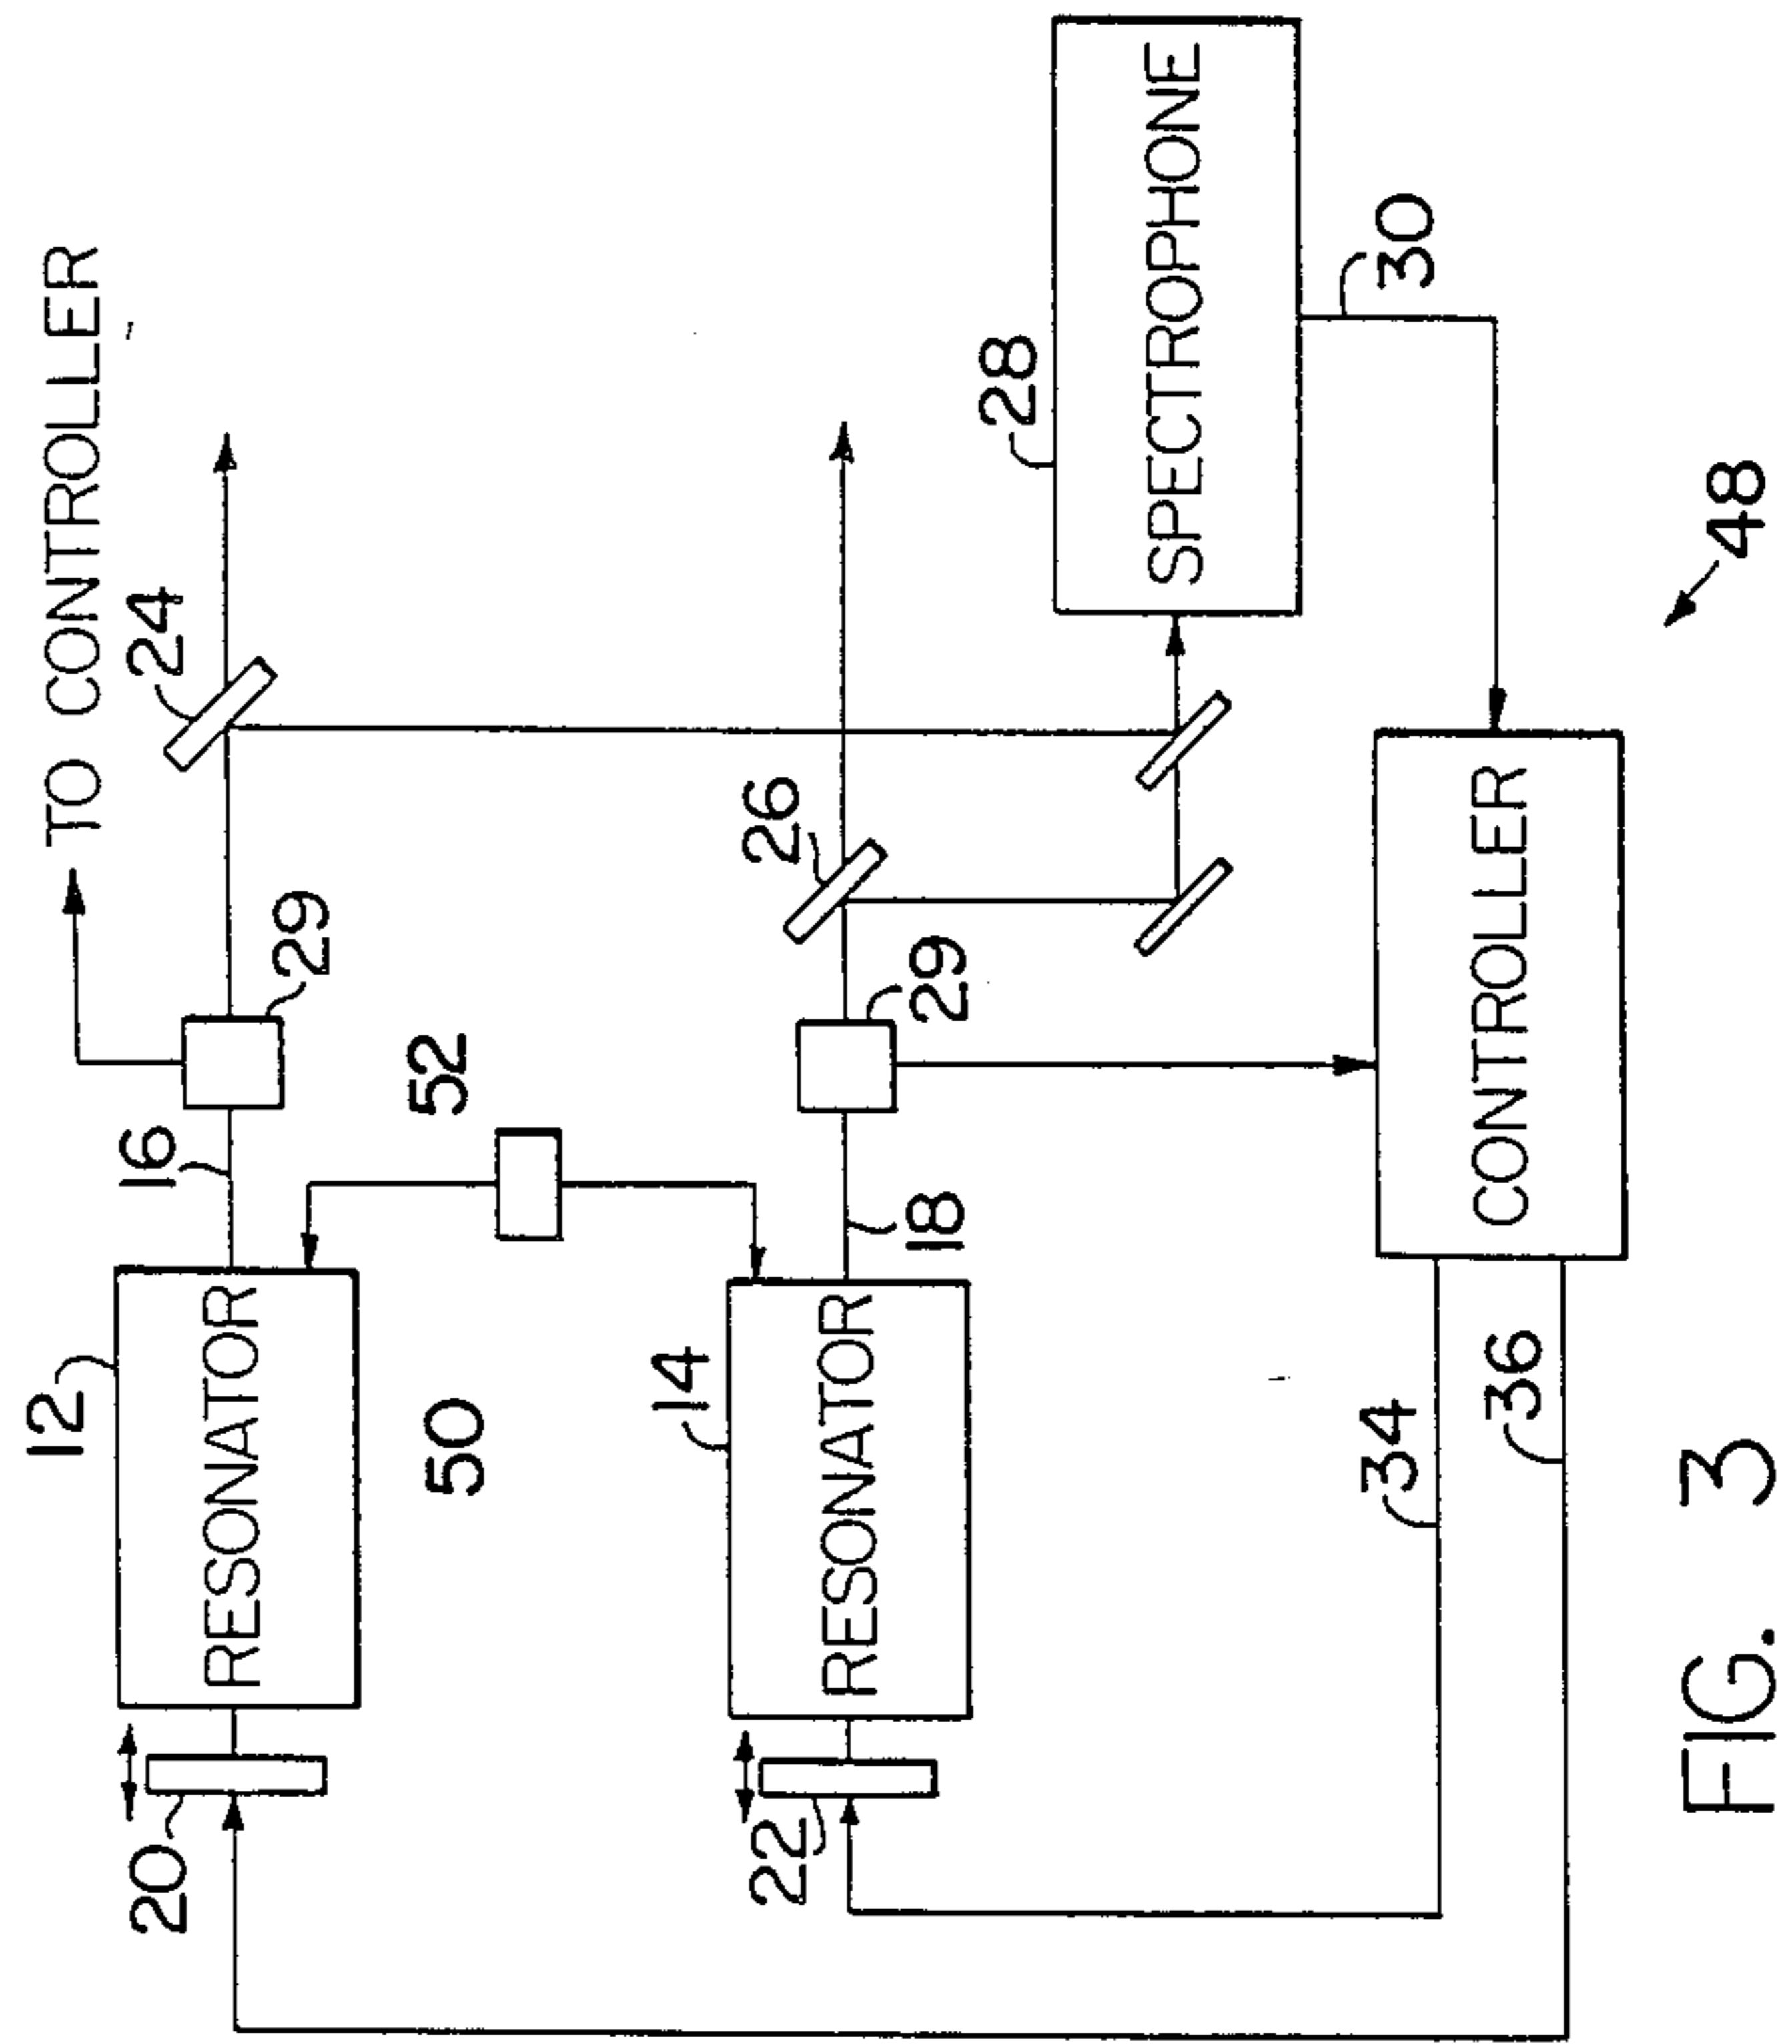 TO CONTROLLER
24
16
29
12
RESONATOR
20
52
50
26
29
18
14
RESONATOR
22
28
SPECTROPHONE
30
CONTROLLER
34
36
48
FIG. 3